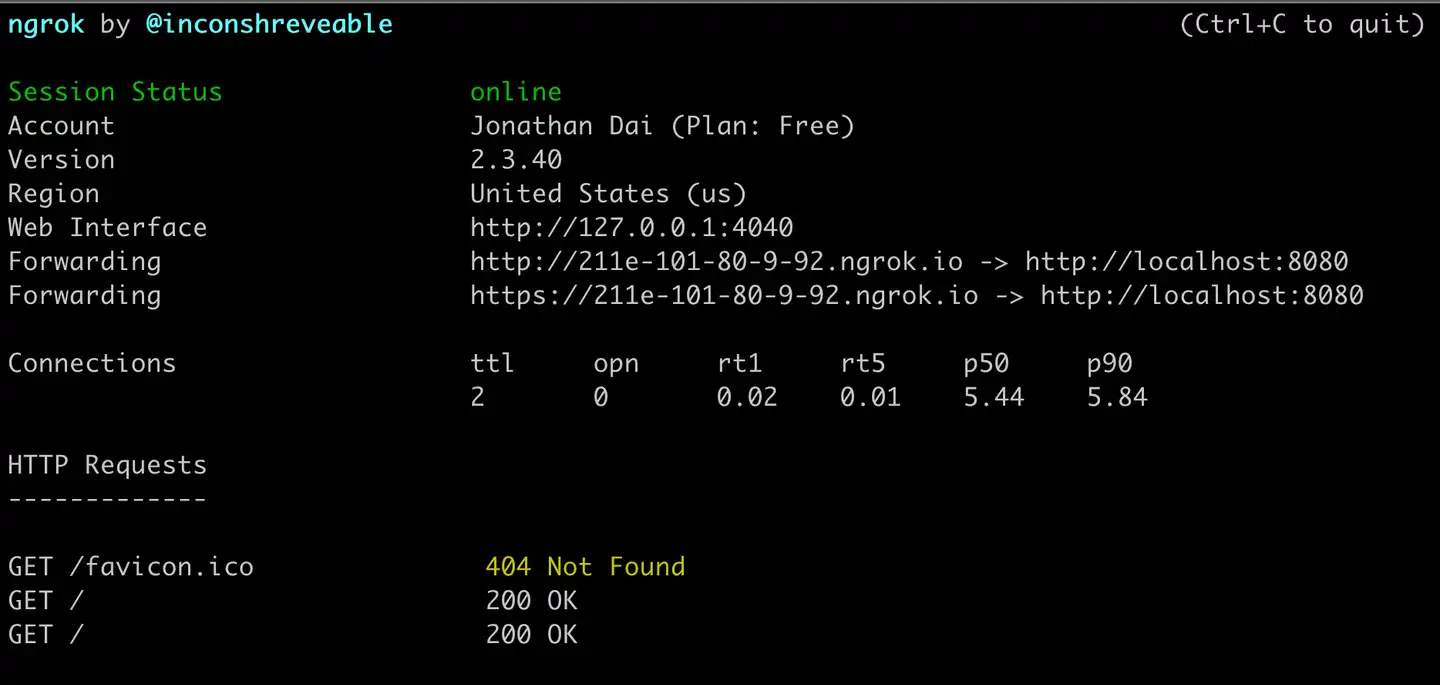 ngrok by @inconshreveable (Ctrl+C to quit)
Session Status online
Account Jonathan Dai (Plan: Free)
Version 2.3.40
Region United States (us)
Web Interface http://127.0.0.1:4040
Forwarding http://211e-101-80-9-92.ngrok.io -> http://localhost:8080
Forwarding https://211e-101-80-9-92.ngrok.io -> http://localhost:8080
Connections ttl opn rt1 rt5 p50 p90
2 0 0.02 0.01 5.44 5.84
HTTP Requests
-------------
GET /favicon.ico 404 Not Found
GET / 200 OK
GET / 200 OK